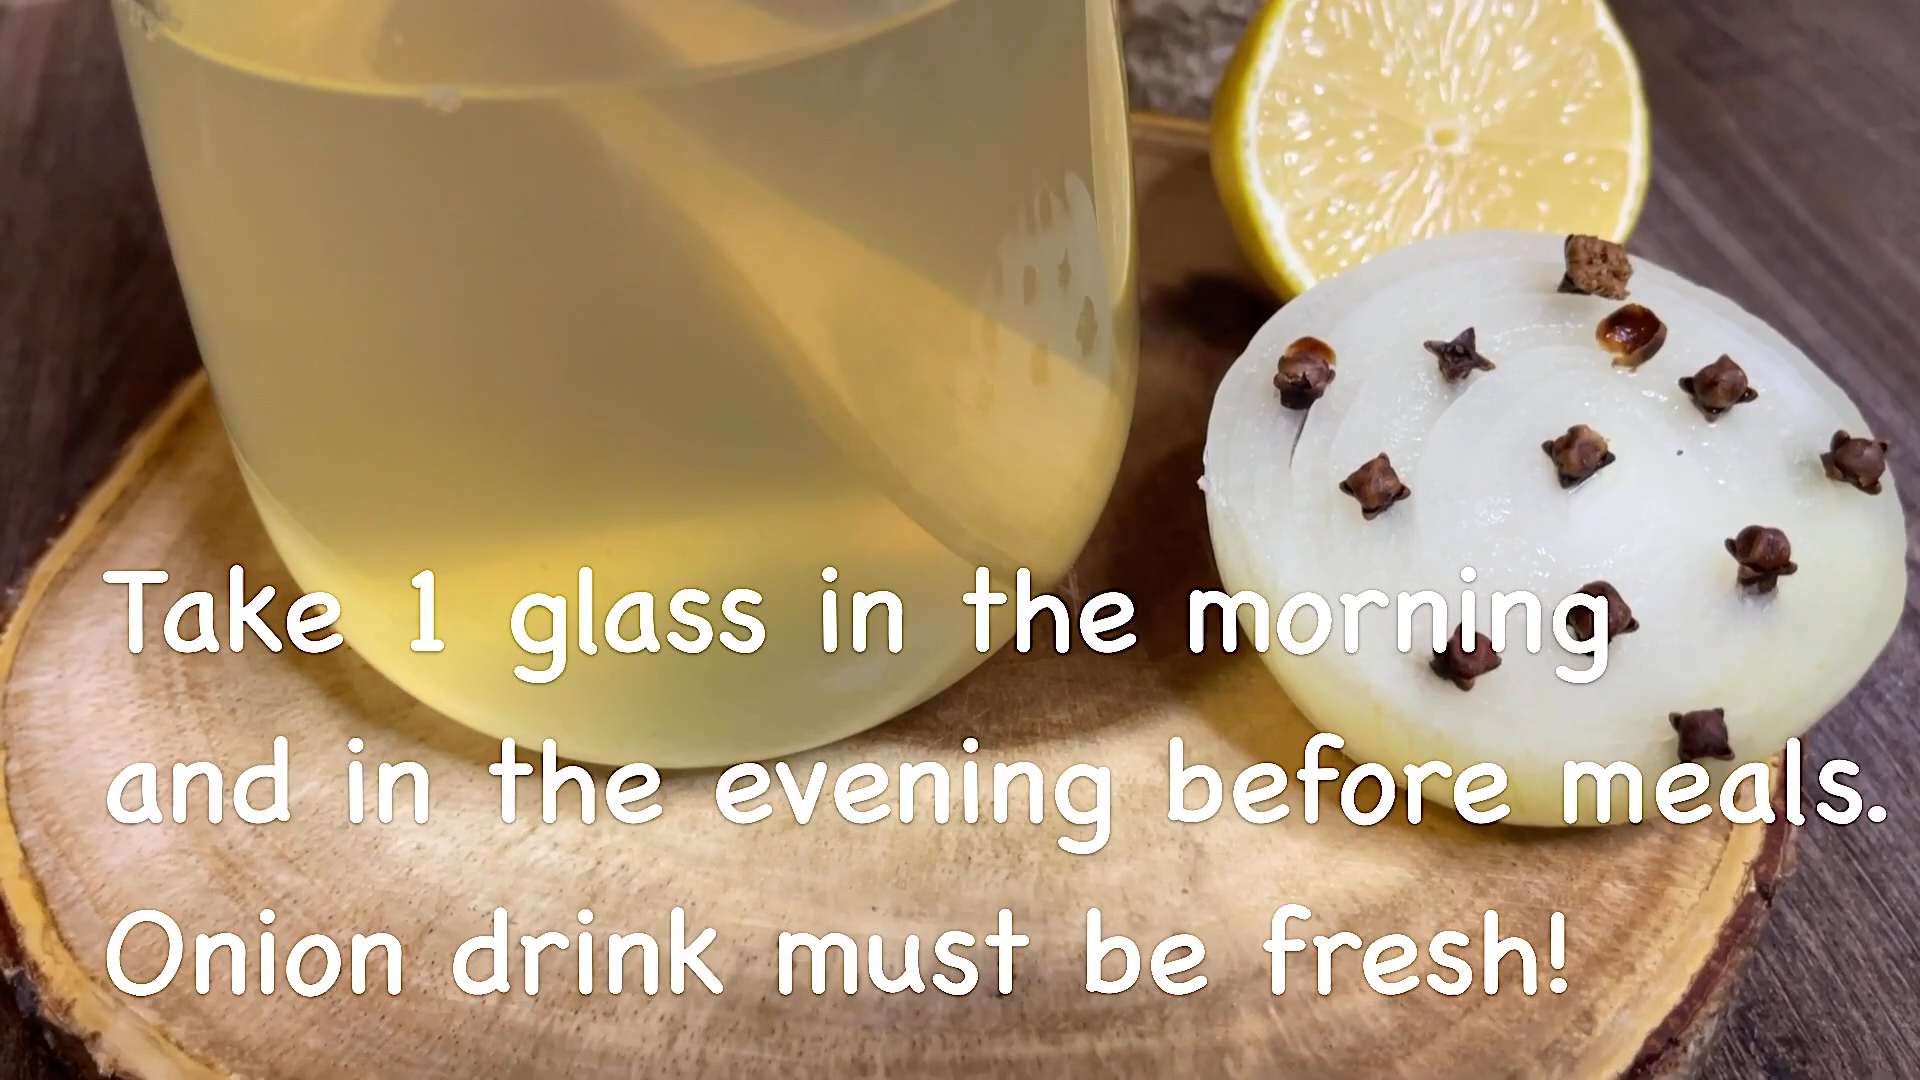 Take 1 glass in the morning
and in the evening before meals.
Onion drink must be fresh!